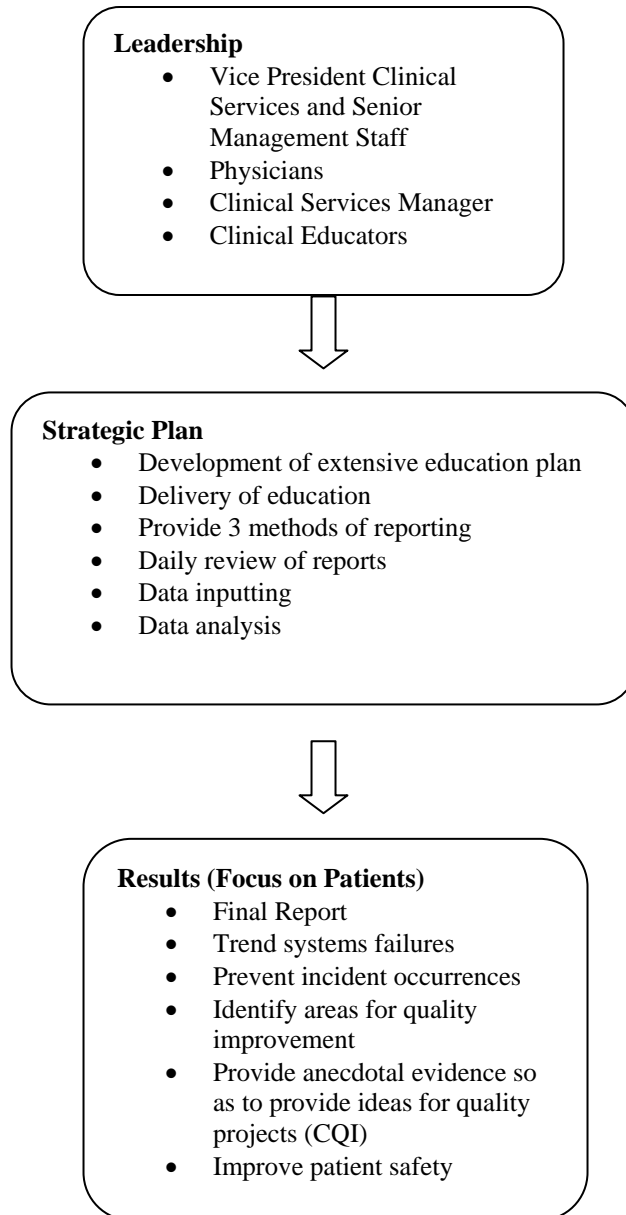 Leadership
• Vice President Clinical
Services and Senior
Management Staff
• Physicians
• Clinical Services Manager
• Clinical Educators
Strategic Plan
• Development of extensive education plan
• Delivery of education
• Provide 3 methods of reporting
• Daily review of reports
• Data inputting
• Data analysis
Results (Focus on Patients)
• Final Report
• Trend systems failures
• Prevent incident occurrences
• Identify areas for quality
improvement
• Provide anecdotal evidence so
as to provide ideas for quality
projects (CQI)
• Improve patient safety